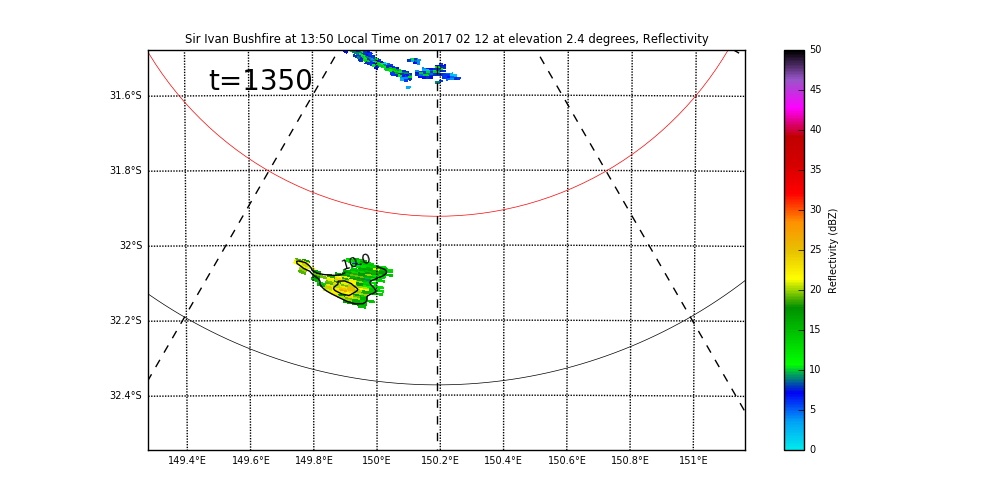 Sir Ivan Bushfire at 13:50 Local Time on 2017 02 12 at elevation 2.4 degrees, Reflectivity
t=1350
31.6°S
31.8°S
32°S
32.2°S
32.4°S
10.0
149.4°E 149.6°E 149.8°E 150°E 150.2°E 150.4°E 150.6°E 150.8°E 151°E
50
45
40
35
30
25
20
15
10
5
0
Reflectivity (dBZ)